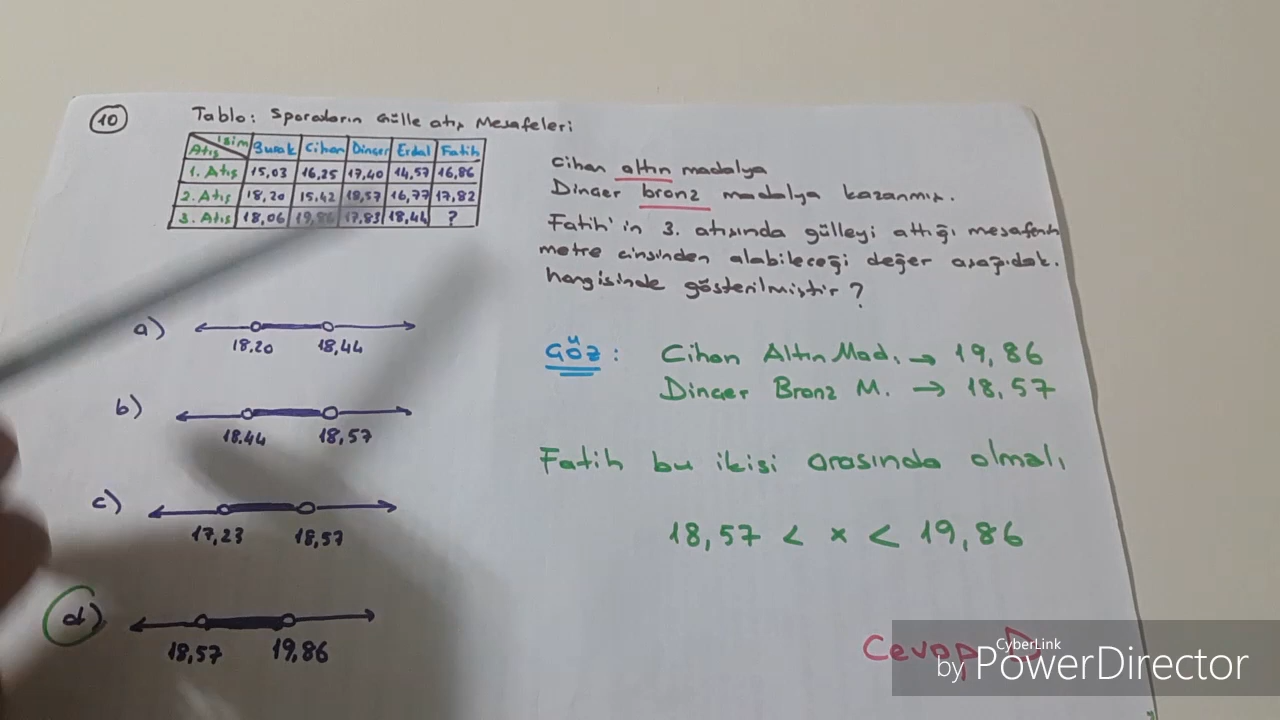 10
Tablo: Sporcuların Gülle atış Mesafeleri
Atış İsim Burak Cihan Dinçer Erdal Fatih
1. Atış 15,03 16,25 17,40 14,57 16,86
2. Atış 18,20 15,42 18,57 16,77 17,82
3. Atış 18,06 19,86 17,83 18,44 ?
Cihan altın madalya
Dinçer bronz madalya kazanmış.
Fatih'in 3. atışında gülleyi attığı mesafenin
metre cinsinden alabileceği değer aşağıdak.
hangisinde gösterilmiştir?
a) 18.20 18,44
b) 18.44 18,57
c) 17,23 18,57
d) 18,57 19,86
ÇÖZ:
Cihan Altın Mad. → 19,86
Dinçer Bronz M. → 18,57
Fatih bu ikisi arasında olmalı
18,57 < x < 19,86
Cevap D
CyberLink
by PowerDirector